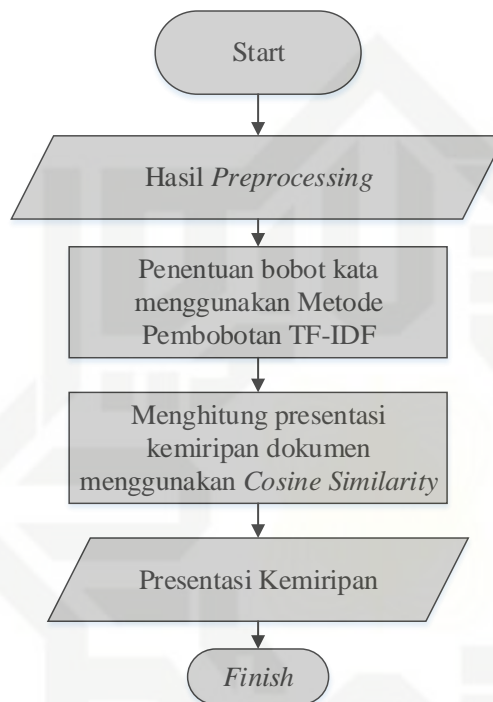 Start
Hasil Preprocessing
Penentuan bobot kata
menggunakan Metode
Pembobotan TF-IDF
Menghitung presentasi
kemiripan dokumen
menggunakan Cosine Similarity
Presentasi Kemiripan
Finish